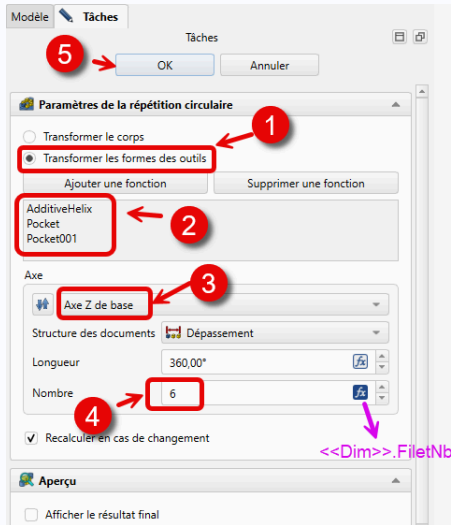 Modèle Tâches
Tâches
5
OK Annuler
Paramètres de la répétition circulaire
1
Transformer le corps
Transformer les formes des outils
Ajouter une fonction Supprimer une fonction
AdditiveHelix
Pocket
Pocket001
2
Axe
3
Axe Z de base
Structure des documents Dépassement
Longueur 360,00° fx
Nombre 6 fx
4
Recalculer en cas de changement
<<Dim>>.FiletNb
Aperçu
Afficher le résultat final